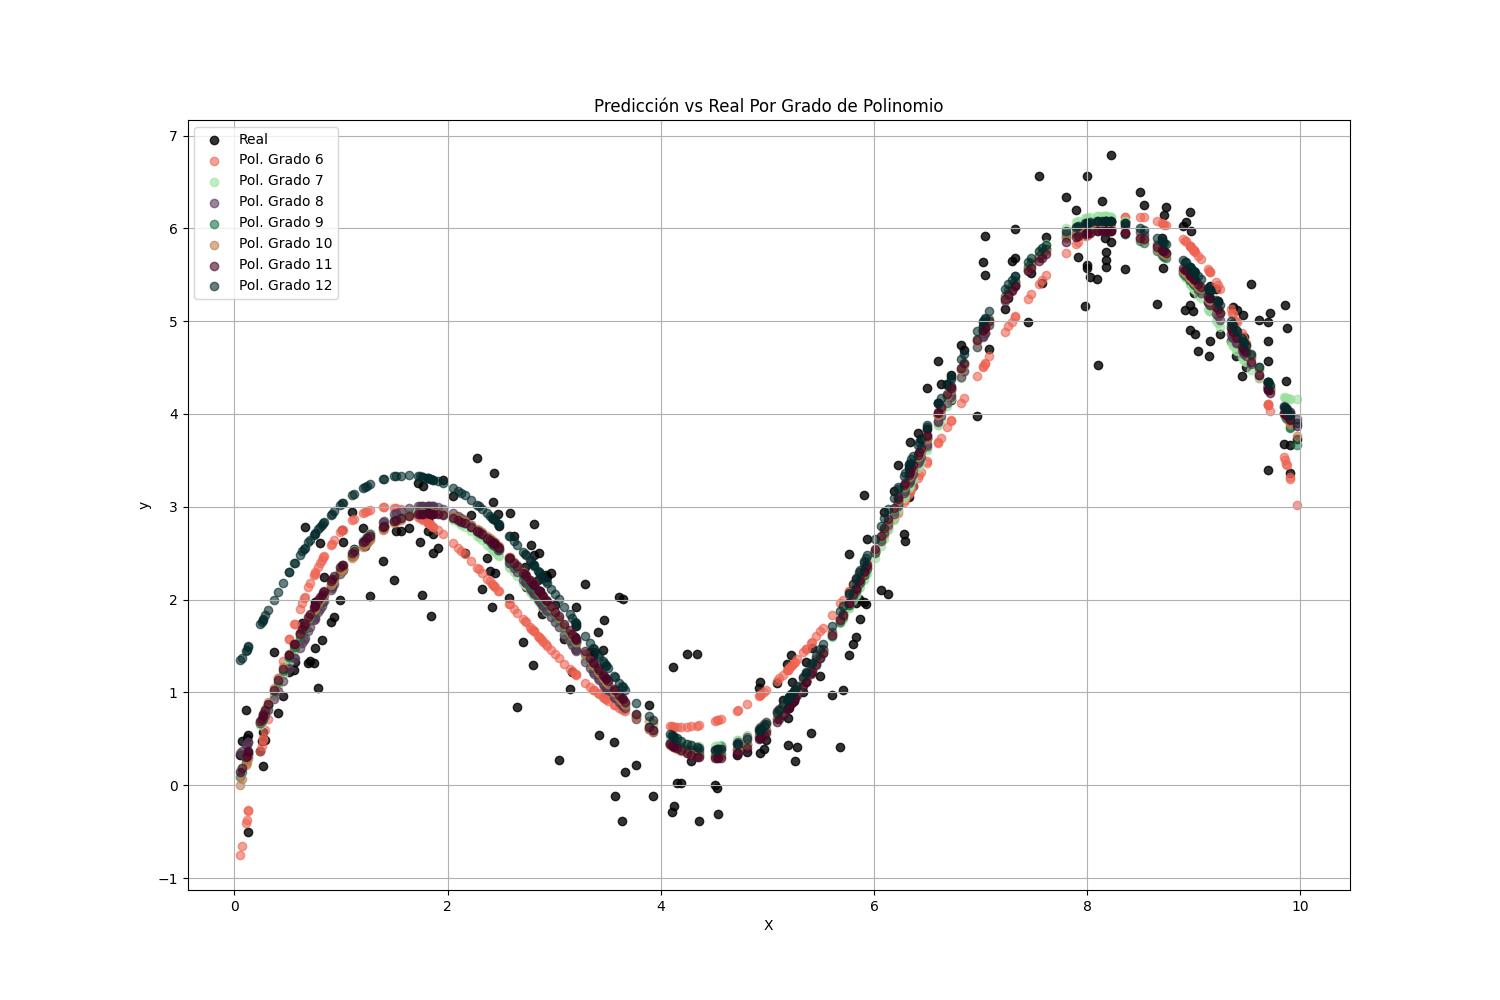 Predicción vs Real Por Grado de Polinomio
Real
Pol. Grado 6
Pol. Grado 7
Pol. Grado 8
Pol. Grado 9
Pol. Grado 10
Pol. Grado 11
Pol. Grado 12
7
6
5
4
3
2
1
0
−1
y
0
2
4
6
8
10
X